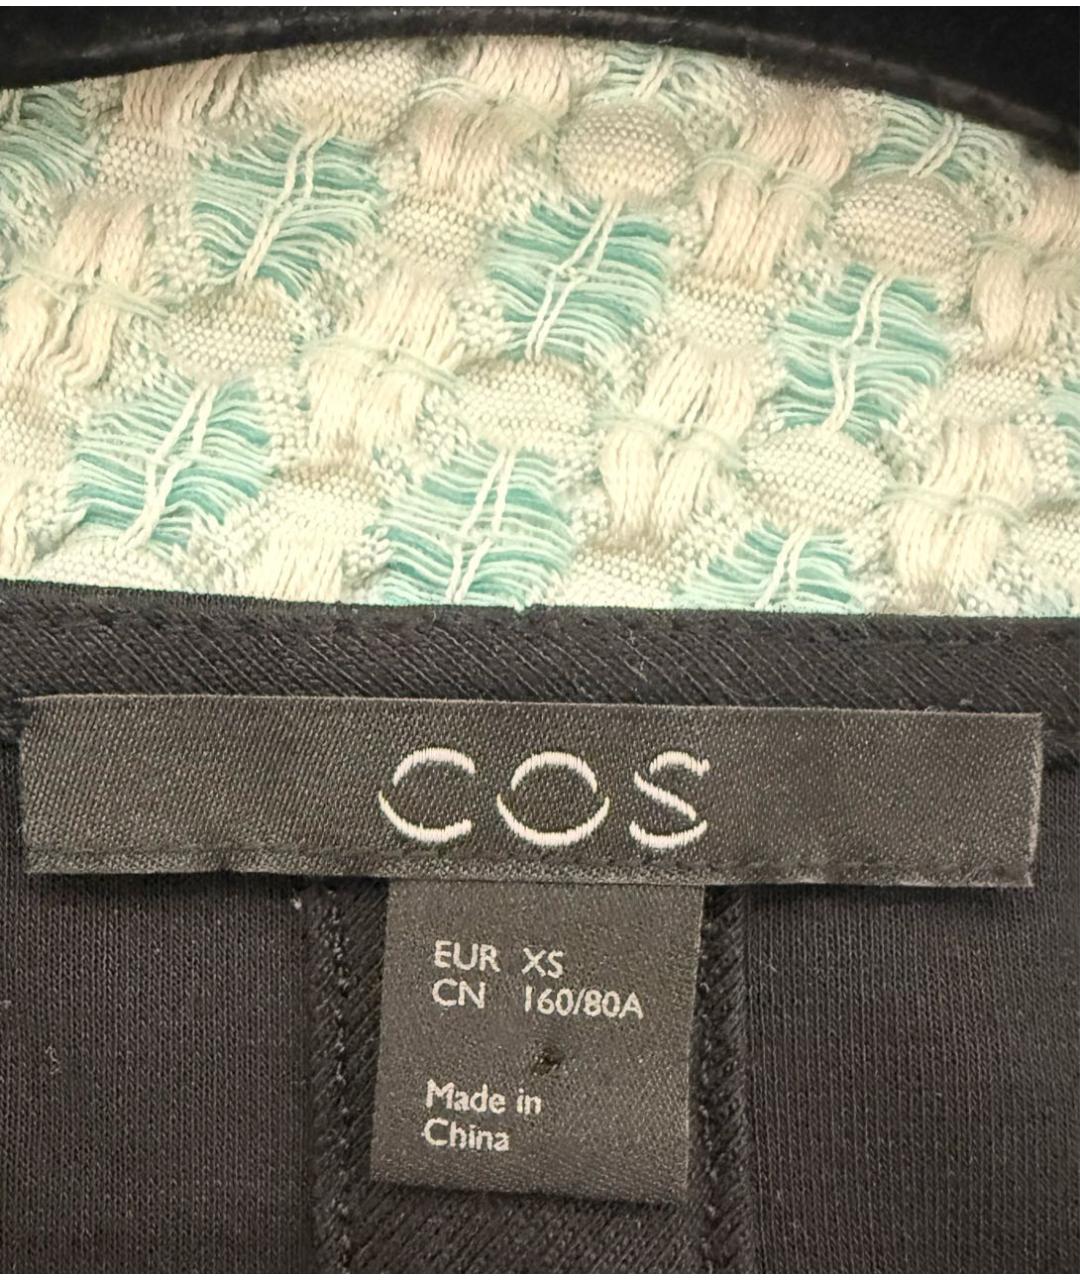 COS
EUR XS
CN 160/80A
Made in
China